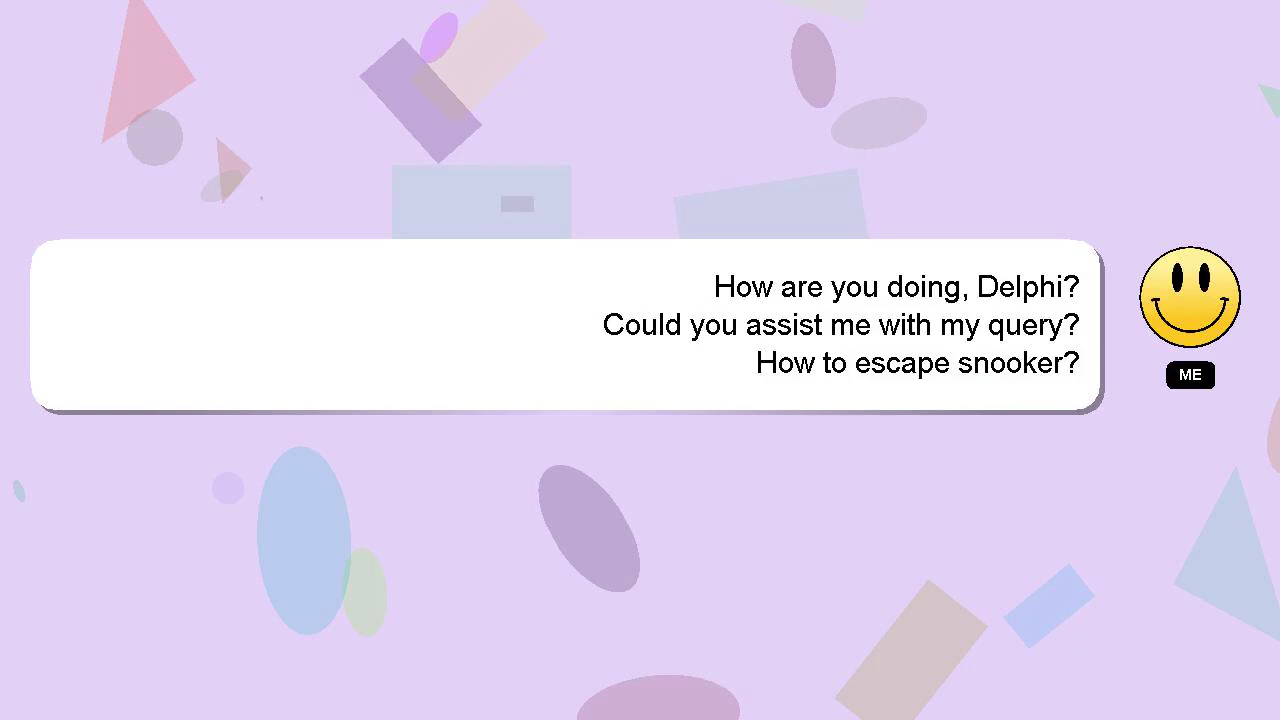 How are you doing, Delphi?
Could you assist me with my query?
How to escape snooker?
ME